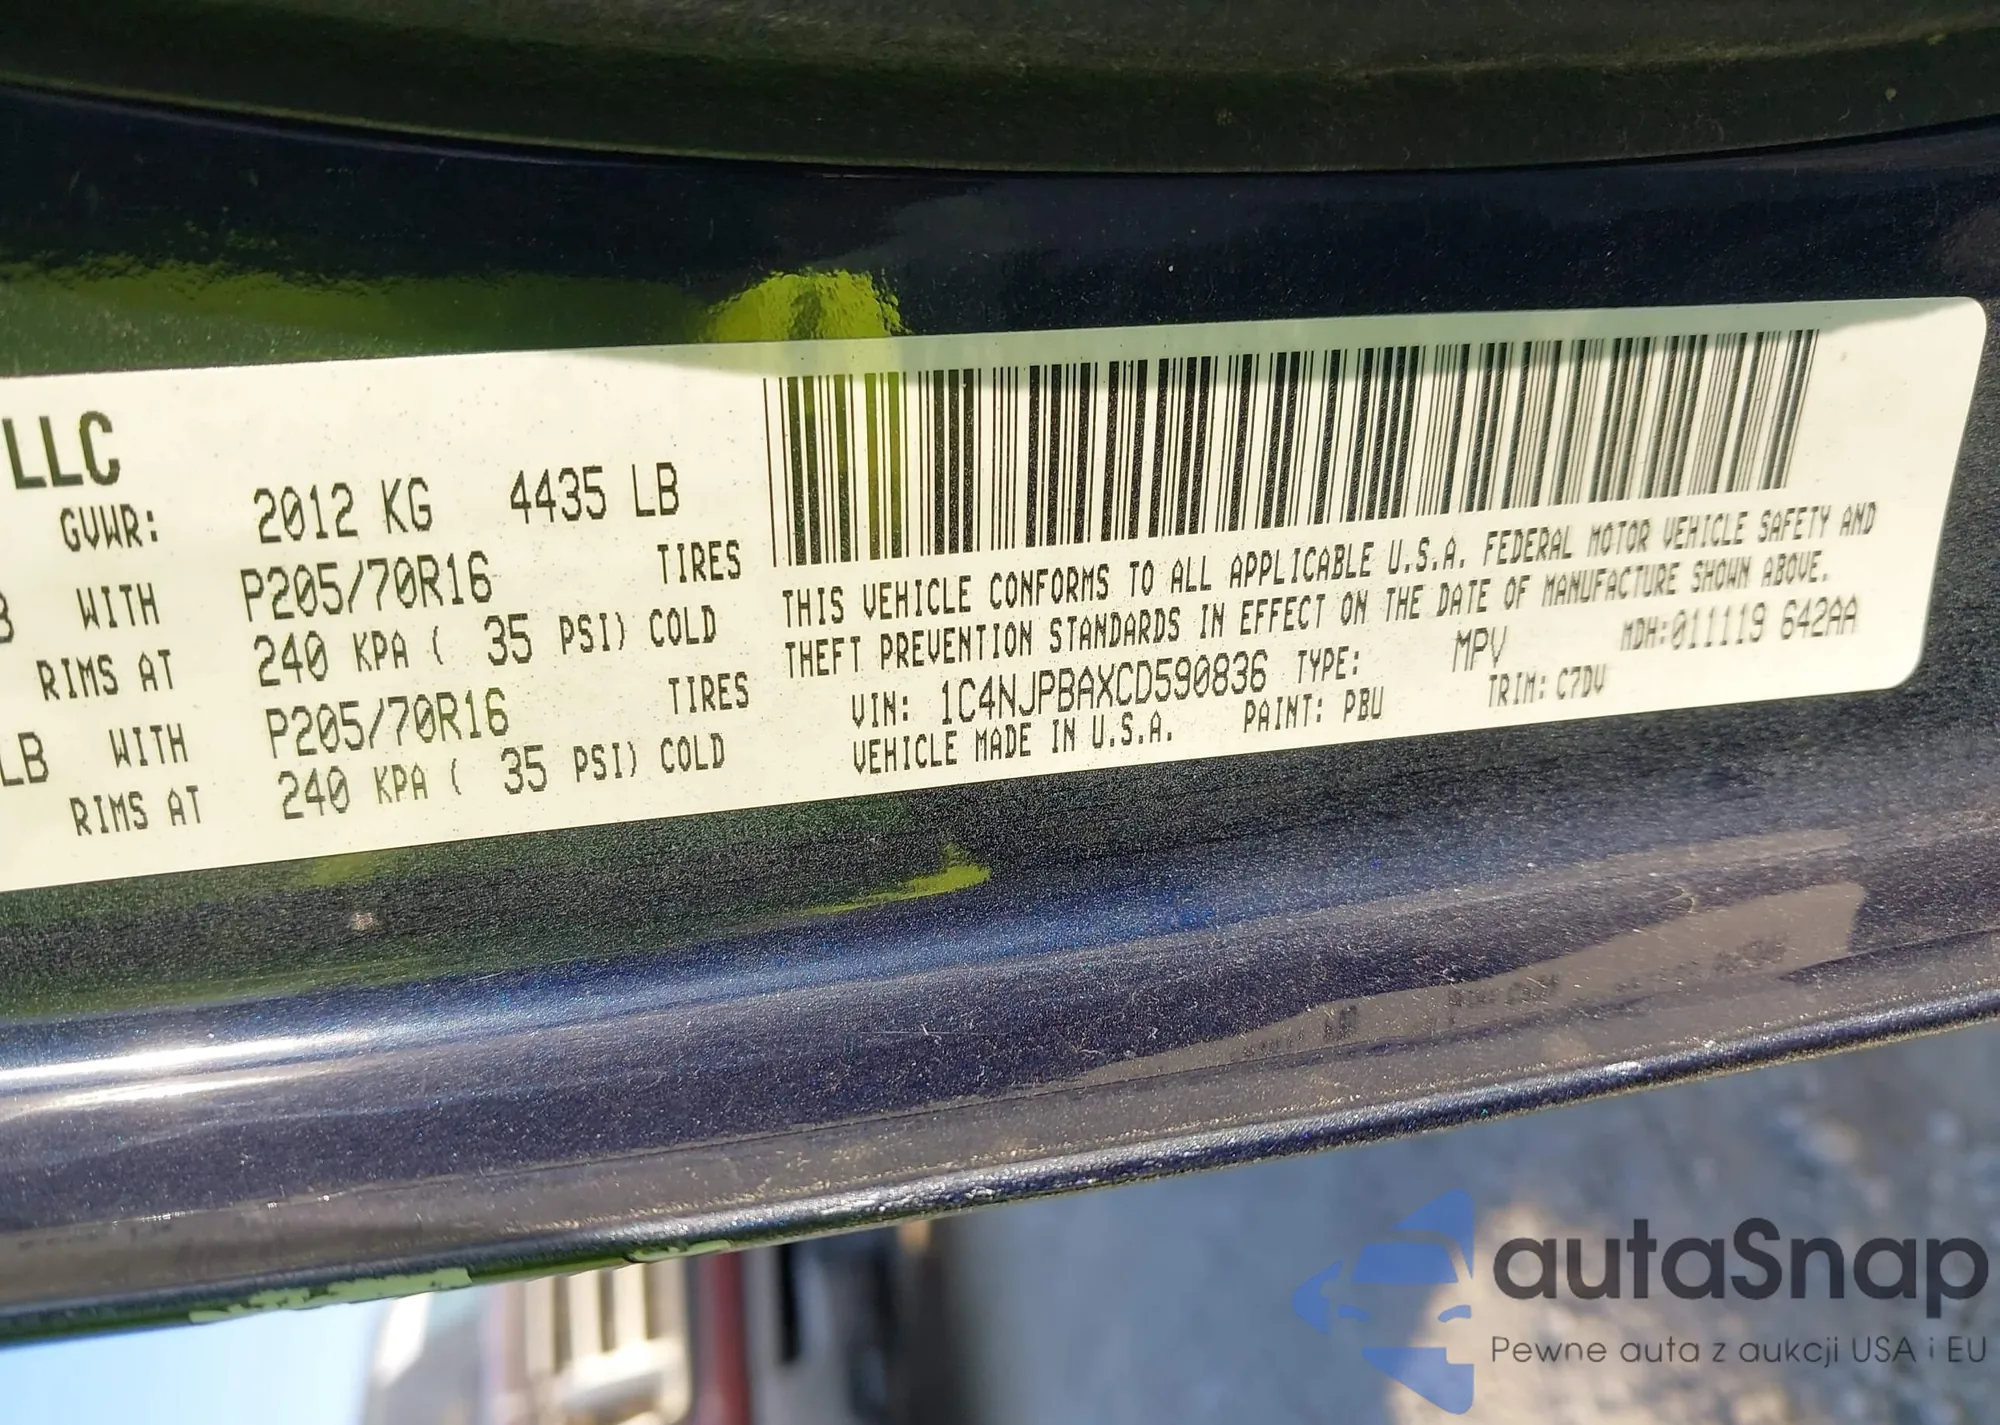 LLC
GVWR: 2012 KG 4435 LB
WITH P205/70R16 TIRES
RIMS AT 240 KPA ( 35 PSI) COLD
LB WITH P205/70R16 TIRES
RIMS AT 240 KPA ( 35 PSI) COLD
THIS VEHICLE CONFORMS TO ALL APPLICABLE U.S.A. FEDERAL MOTOR VEHICLE SAFETY AND
THEFT PREVENTION STANDARDS IN EFFECT ON THE DATE OF MANUFACTURE SHOWN ABOVE.
MDH:011119 642AA
VIN: 1C4NJPBAXCD590836 TYPE: MPV
VEHICLE MADE IN U.S.A. PAINT: PBU TRIM: C7DV
autaSnap
Pewne auta z aukcji USA i EU